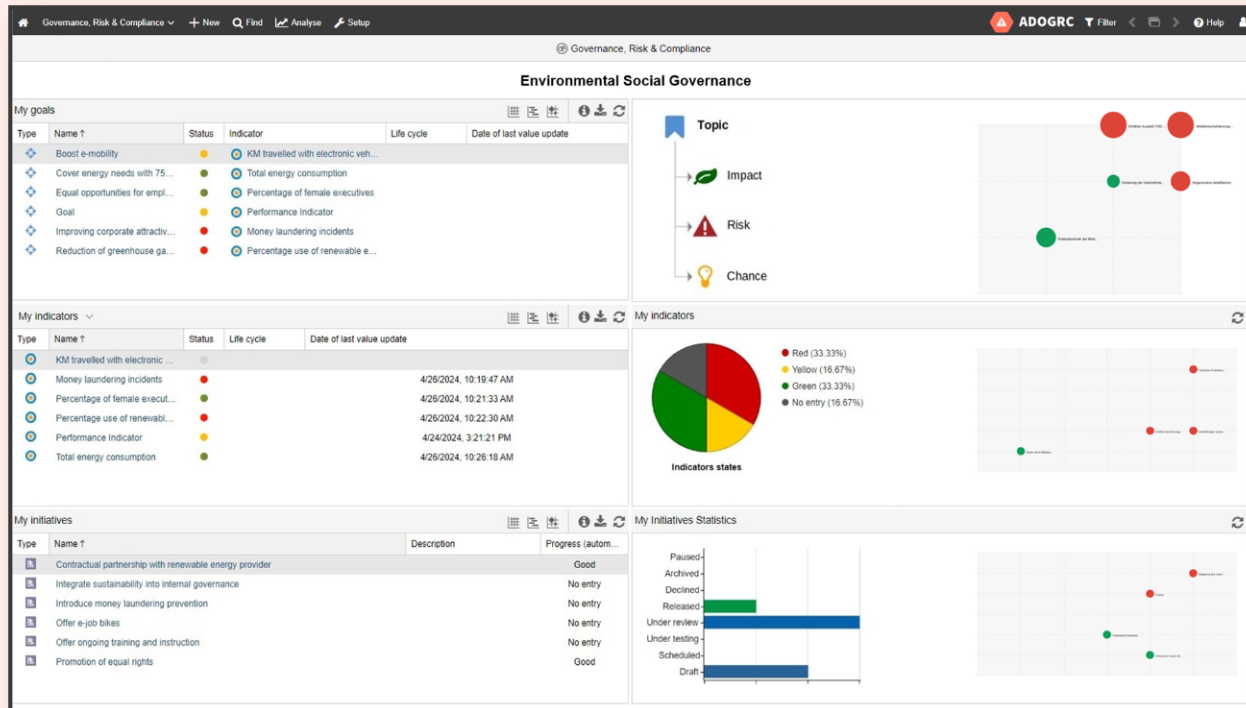 Governance, Risk & Compliance New Find Analyse Setup ADOGRC Filter Help
Governance, Risk & Compliance
Environmental Social Governance
My goals
Type Name ↑ Status Indicator Life cycle Date of last value update
Boost e-mobility KM travelled with electronic veh...
Cover energy needs with 75... Total energy consumption
Equal opportunities for empl... Percentage of female executives
Goal Performance Indicator
Improving corporate attractiv... Money laundering incidents
Reduction of greenhouse ga... Percentage use of renewable e...
Topic
Impact
Risk
Chance
My indicators
Type Name ↑ Status Life cycle Date of last value update
KM travelled with electronic ...
Money laundering incidents 4/26/2024, 10:19:47 AM
Percentage of female execut... 4/26/2024, 10:21:33 AM
Percentage use of renewabl... 4/26/2024, 10:22:30 AM
Performance Indicator 4/24/2024, 3:21:21 PM
Total energy consumption 4/26/2024, 10:26:18 AM
My indicators
Red (33.33%)
Yellow (16.67%)
Green (33.33%)
No entry (16.67%)
Indicators states
My initiatives
Type Name ↑ Description Progress (autom...
Contractual partnership with renewable energy provider Good
Integrate sustainability into internal governance No entry
Introduce money laundering prevention No entry
Offer e-job bikes No entry
Offer ongoing training and instruction No entry
Promotion of equal rights Good
My Initiatives Statistics
Paused
Archived
Declined
Released
Under review
Under testing
Scheduled
Draft